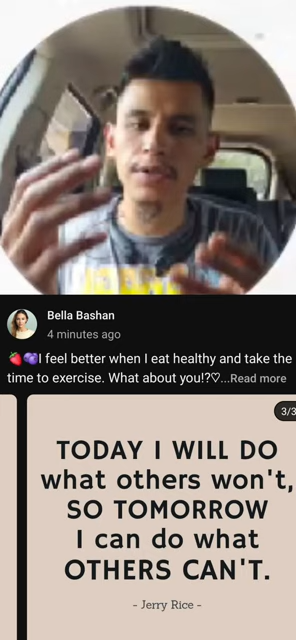 Bella Bashan
4 minutes ago
🍓🍇I feel better when I eat healthy and take the
time to exercise. What about you!?♡...Read more
3/3
TODAY I WILL DO
what others won't,
SO TOMORROW
I can do what
OTHERS CAN'T.
- Jerry Rice -